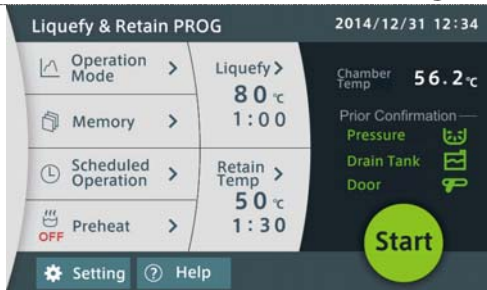 Liquefy & Retain PROG
2014/12/31 12:34
Operation
Mode
>
Memory
>
Scheduled
Operation
>
OFF
Preheat
>
Liquefy>
80℃
1:00
Retain
Temp
>
50℃
1:30
Chamber
Temp
56.2℃
Prior Confirmation
Pressure
Drain Tank
Door
Start
Setting
? Help